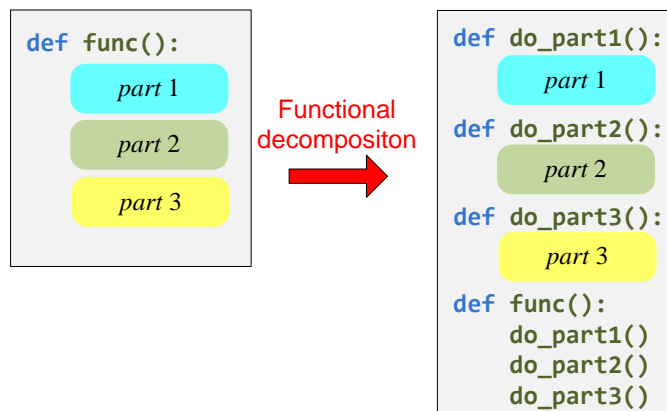 def func():
part 1
part 2
part 3
Functional
decompositon
def do_part1():
part 1
def do_part2():
part 2
def do_part3():
part 3
def func():
do_part1()
do_part2()
do_part3()